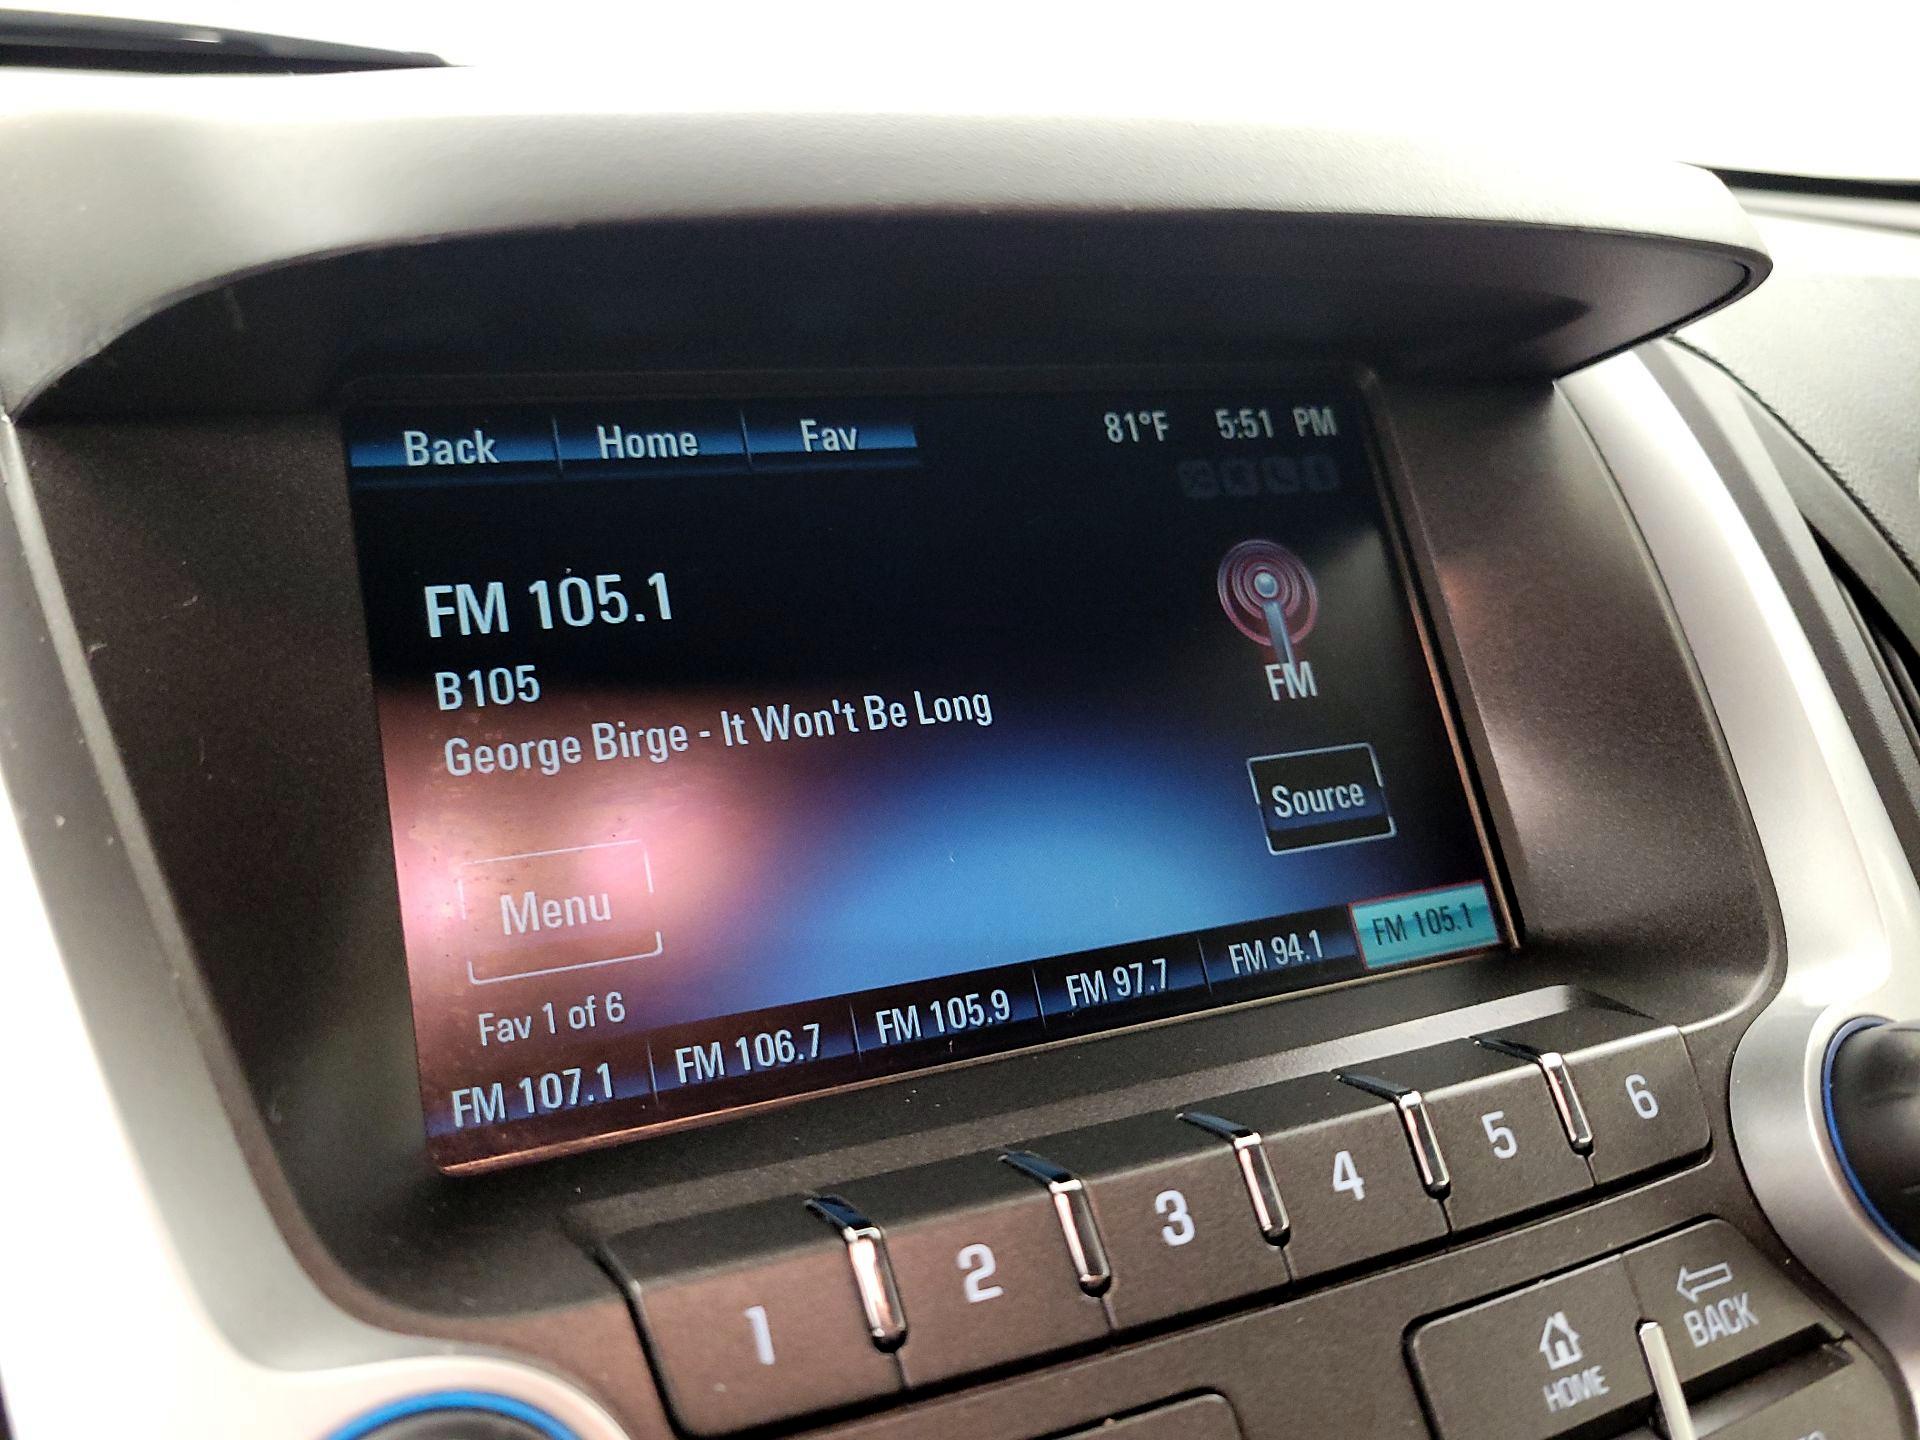 Back Home Fav 81°F 5:51 PM
FM 105.1
B105
FM
George Birge - It Won't Be Long
Source
Menu
Fav 1 of 6
FM 107.1 FM 106.7 FM 105.9 FM 97.7 FM 94.1 FM 105.1
1 2 3 4 5 6
HOME BACK